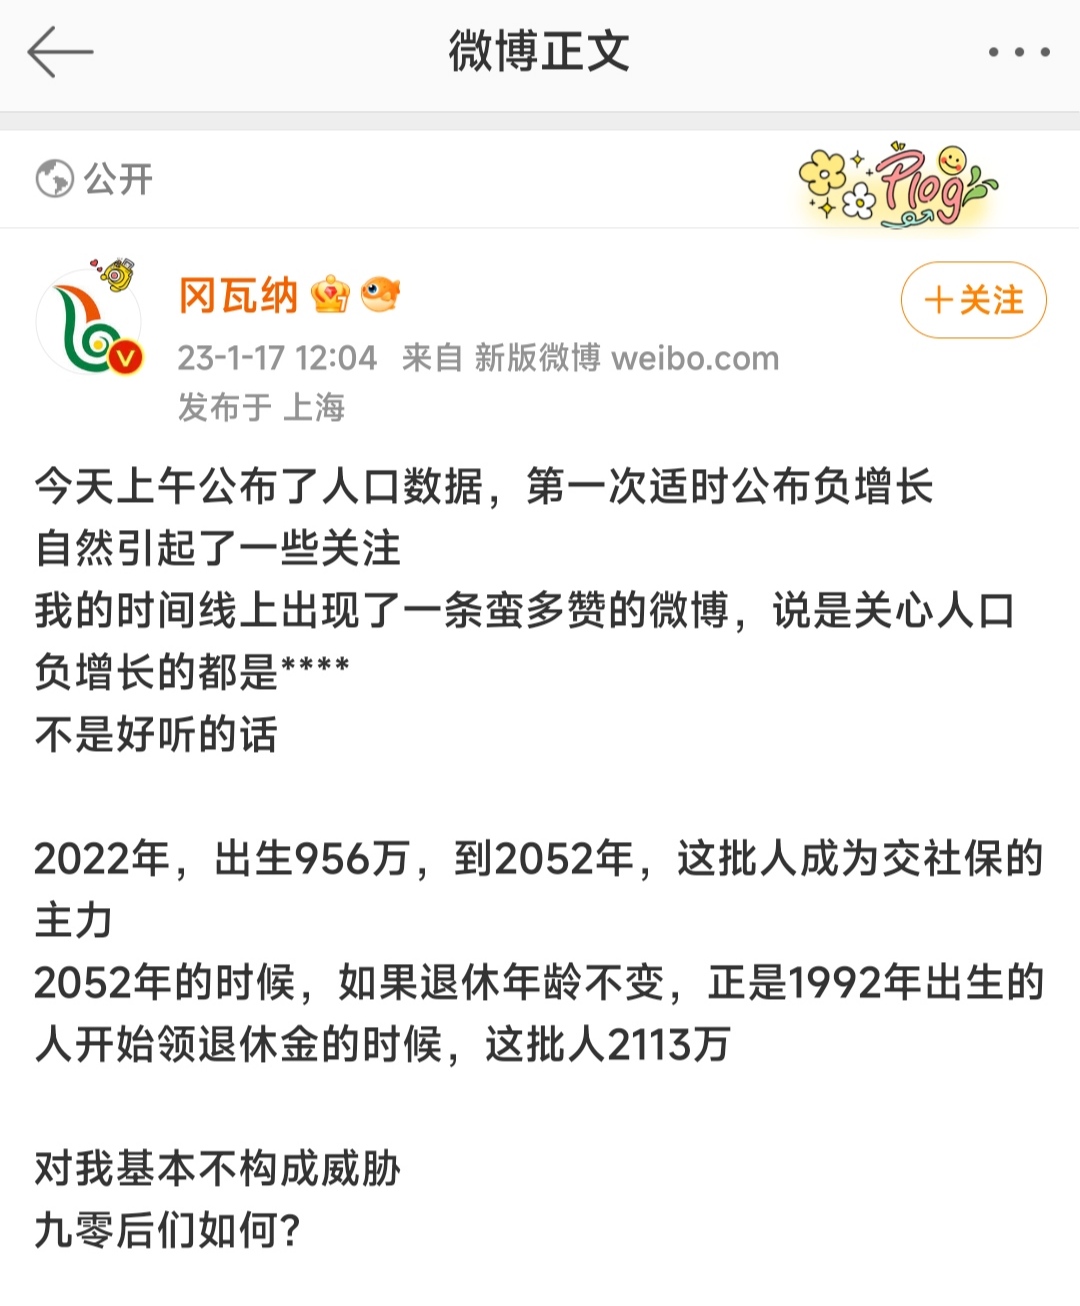 微博正文
公开
Plog
冈瓦纳
+关注
23-1-17 12:04 来自 新版微博 weibo.com
发布于 上海
今天上午公布了人口数据，第一次适时公布负增长
自然引起了一些关注
我的时间线上出现了一条蛮多赞的微博，说是关心人口
负增长的都是****
不是好听的话
2022年，出生956万，到2052年，这批人成为交社保的
主力
2052年的时候，如果退休年龄不变，正是1992年出生的
人开始领退休金的时候，这批人2113万
对我基本不构成威胁
九零后们如何？